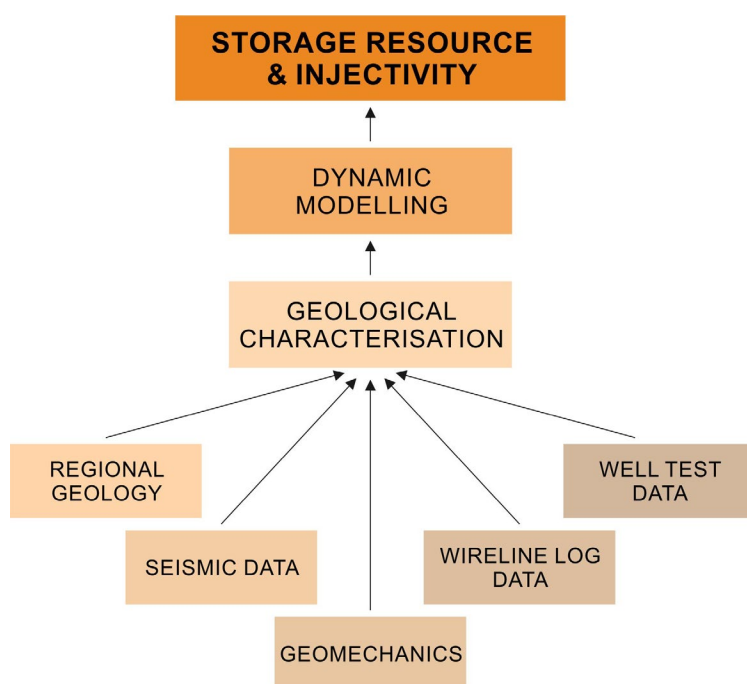 STORAGE RESOURCE
& INJECTIVITY
DYNAMIC
MODELLING
GEOLOGICAL
CHARACTERISATION
REGIONAL
GEOLOGY
WELL TEST
DATA
SEISMIC DATA
WIRELINE LOG
DATA
GEOMECHANICS